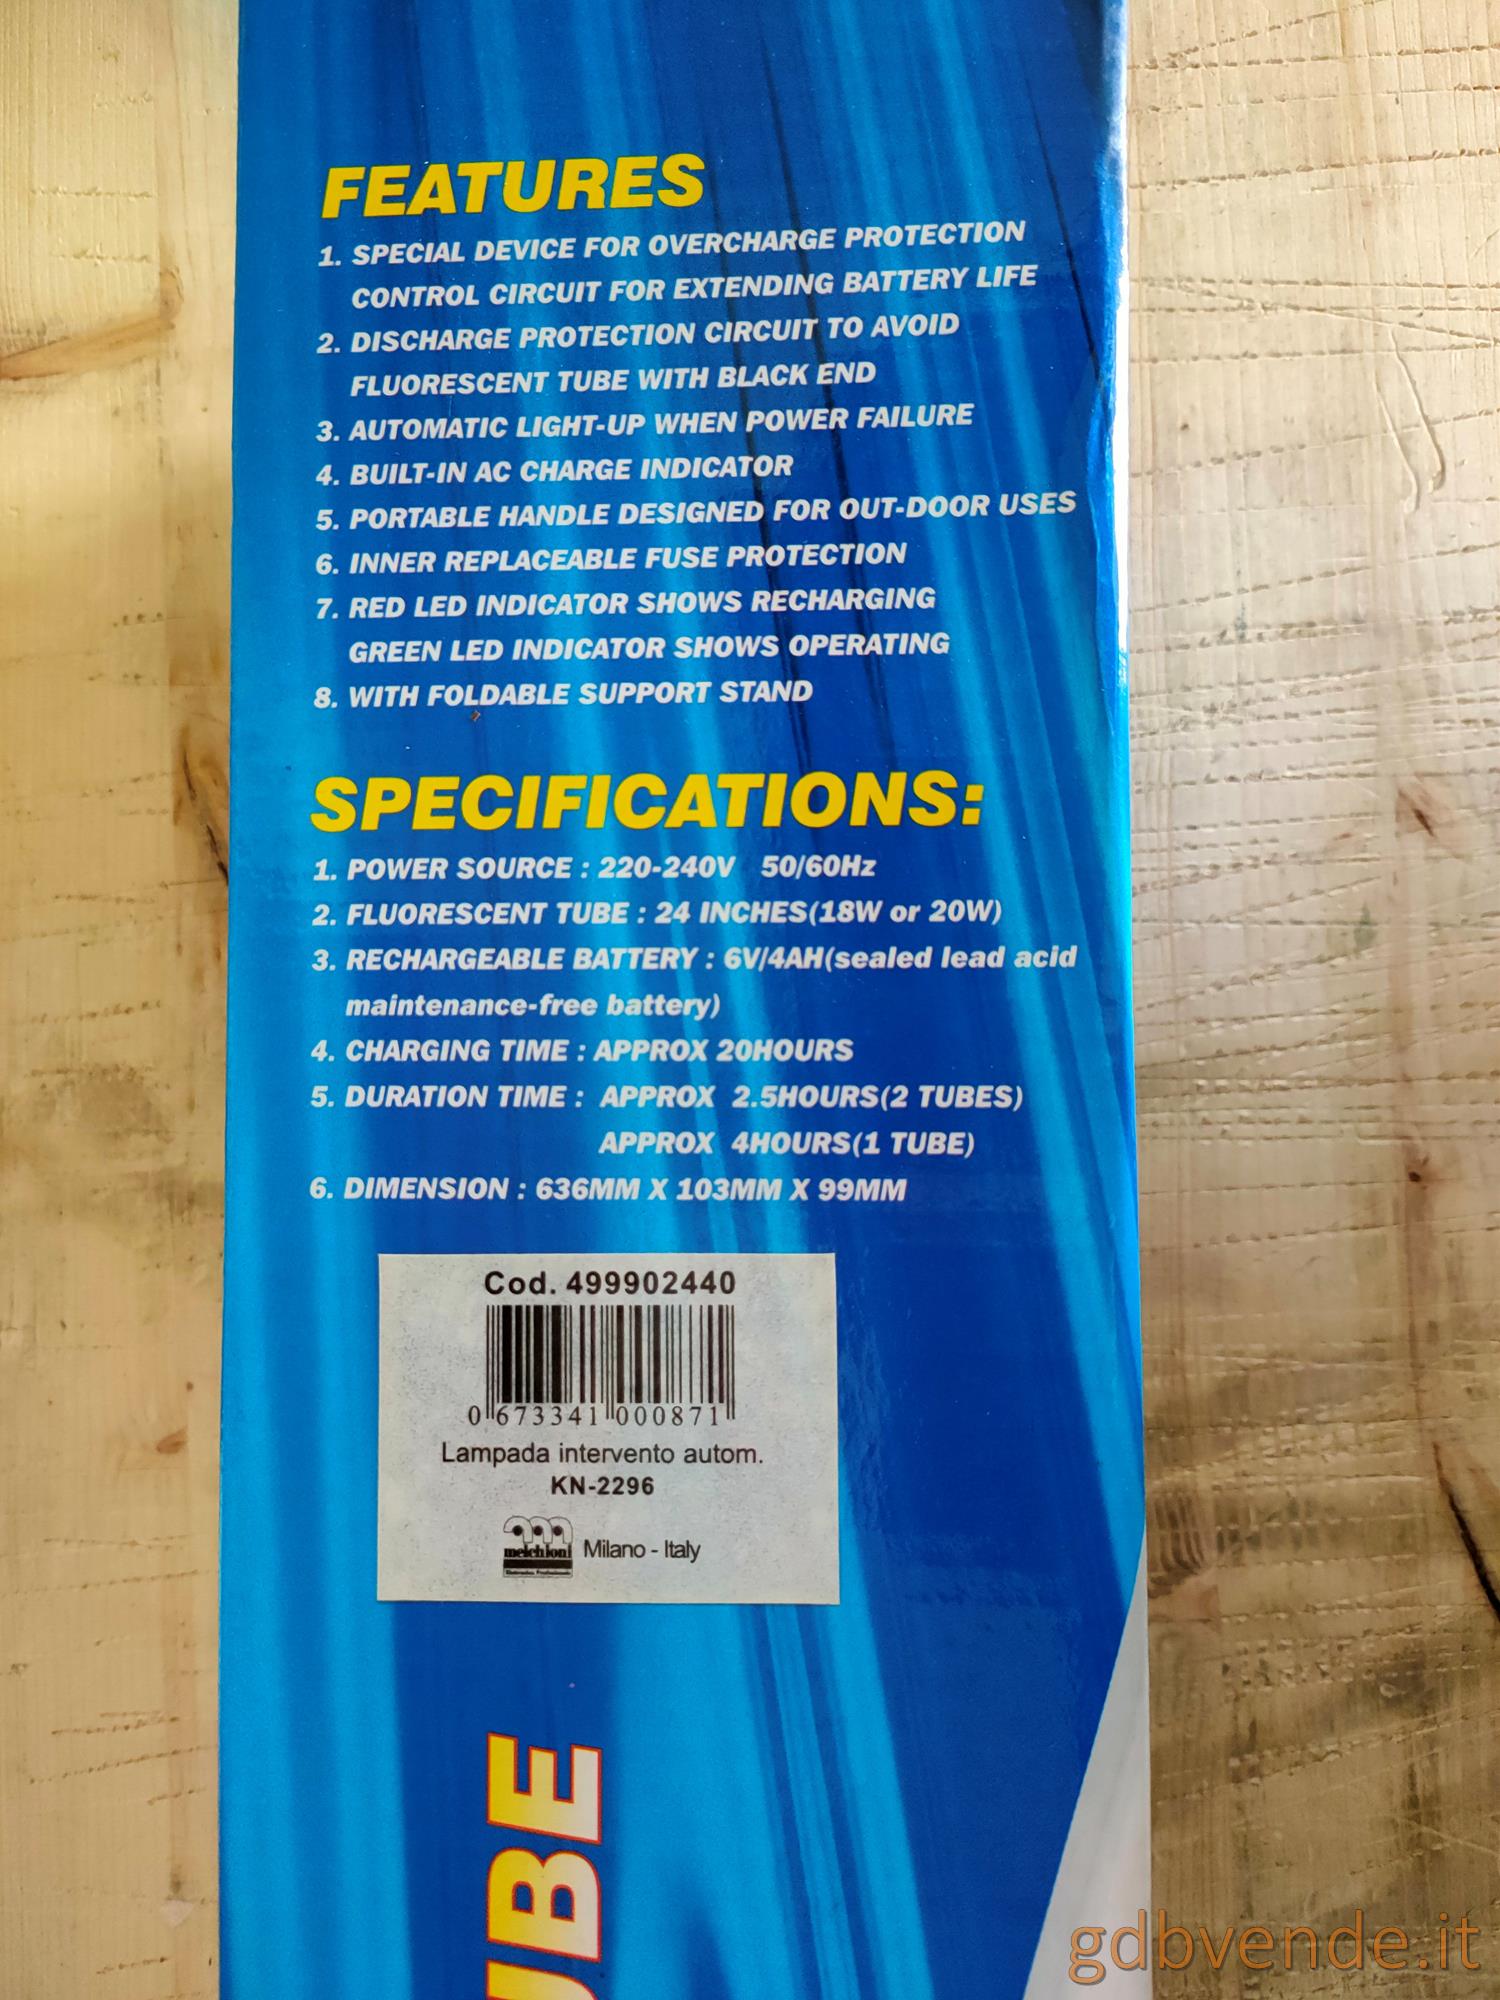 FEATURES
1. SPECIAL DEVICE FOR OVERCHARGE PROTECTION
CONTROL CIRCUIT FOR EXTENDING BATTERY LIFE
2. DISCHARGE PROTECTION CIRCUIT TO AVOID
FLUORESCENT TUBE WITH BLACK END
3. AUTOMATIC LIGHT-UP WHEN POWER FAILURE
4. BUILT-IN AC CHARGE INDICATOR
5. PORTABLE HANDLE DESIGNED FOR OUT-DOOR USES
6. INNER REPLACEABLE FUSE PROTECTION
7. RED LED INDICATOR SHOWS RECHARGING
GREEN LED INDICATOR SHOWS OPERATING
8. WITH FOLDABLE SUPPORT STAND
SPECIFICATIONS:
1. POWER SOURCE : 220-240V 50/60Hz
2. FLUORESCENT TUBE : 24 INCHES(18W or 20W)
3. RECHARGEABLE BATTERY : 6V/4AH(sealed lead acid
maintenance-free battery)
4. CHARGING TIME : APPROX 20HOURS
5. DURATION TIME : APPROX 2.5HOURS(2 TUBES)
APPROX 4HOURS(1 TUBE)
6. DIMENSION : 636MM X 103MM X 99MM
Cod. 499902440
0 673341 000871
Lampada intervento autom.
KN-2296
melchioni
Milano - Italy
UBE
gdbvende.it